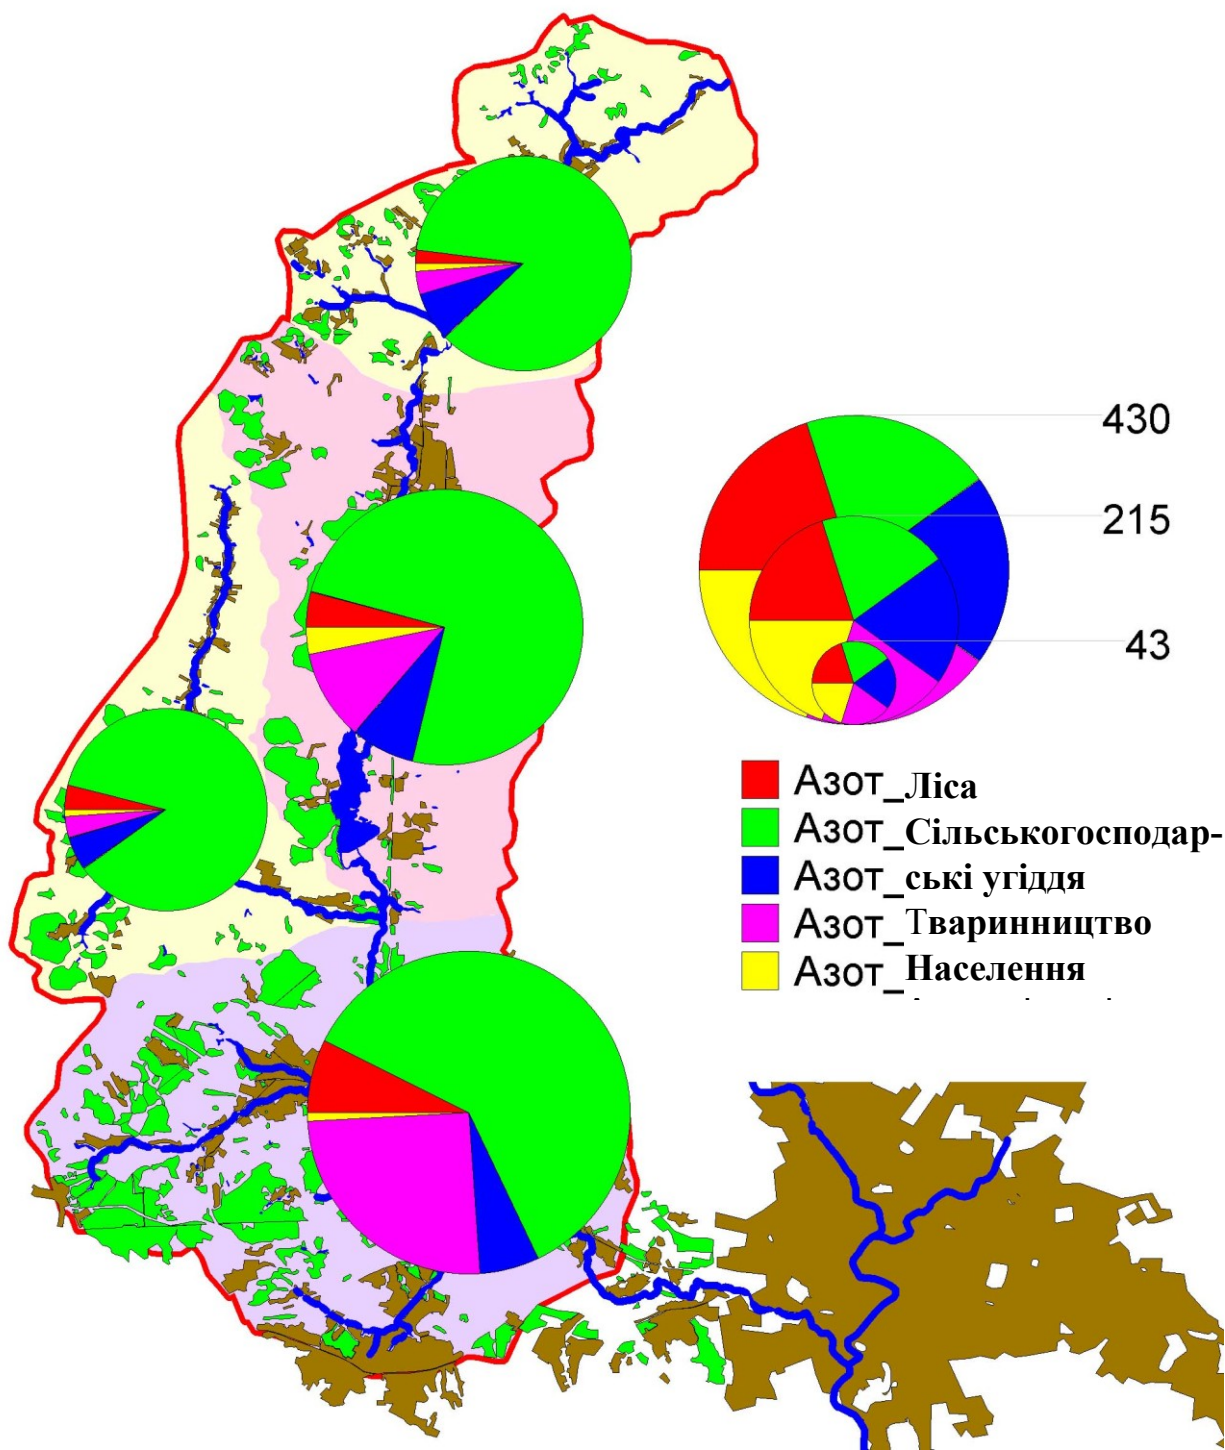 430
215
43
Азот_Ліса
Азот_Сільськогосподар-
Азот_ські угіддя
Азот_Тваринництво
Азот_Населення